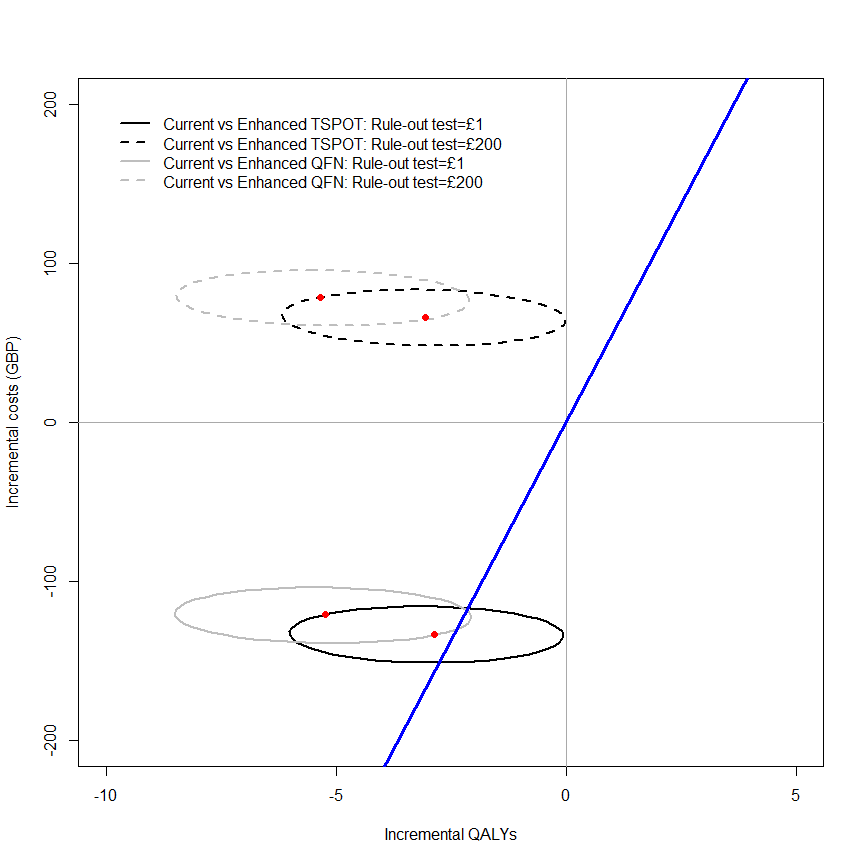 Current vs Enhanced TSPOT: Rule-out test=£1
Current vs Enhanced TSPOT: Rule-out test=£200
Current vs Enhanced QFN: Rule-out test=£1
Current vs Enhanced QFN: Rule-out test=£200
Incremental costs (GBP)
200
100
0
-100
-200
-10
-5
0
5
Incremental QALYs